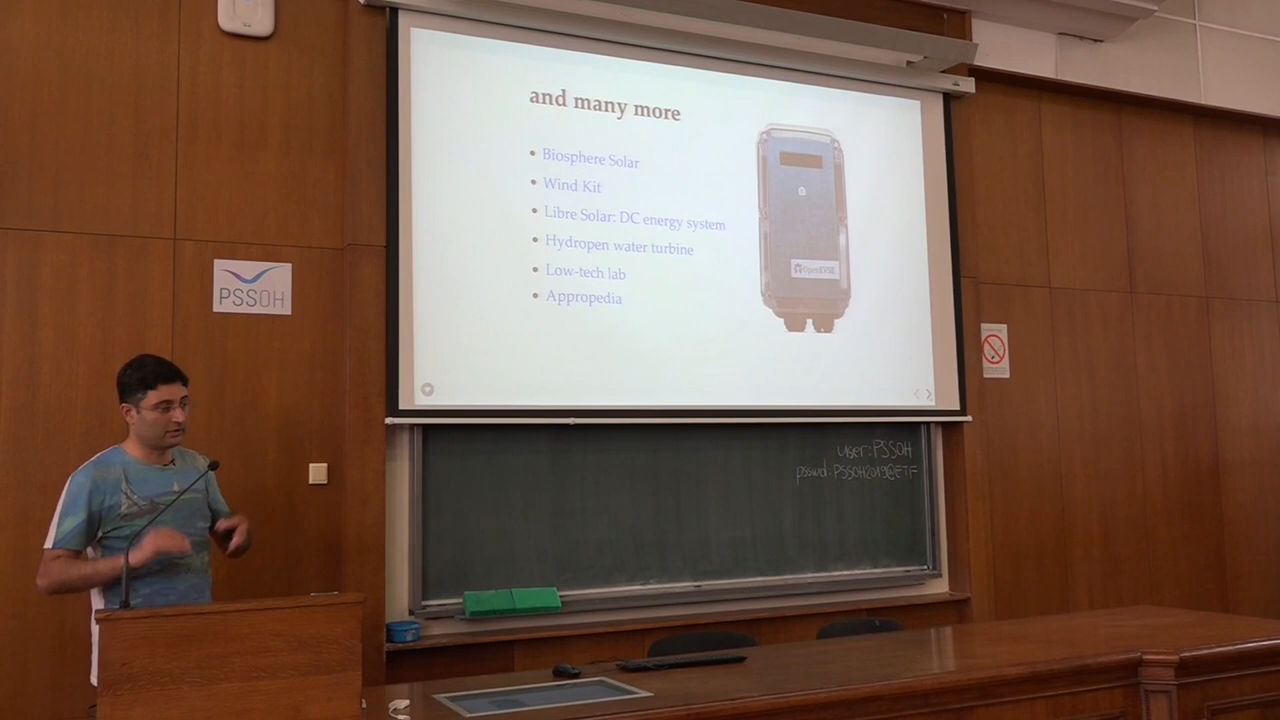 and many more
• Biosphere Solar
• Wind Kit
• Libre Solar: DC energy system
• Hydropen water turbine
• Low-tech lab
• Appropedia
OpenEVSE
PSSOH
user: PSSOH
psswd: PSSOH2019@ETF